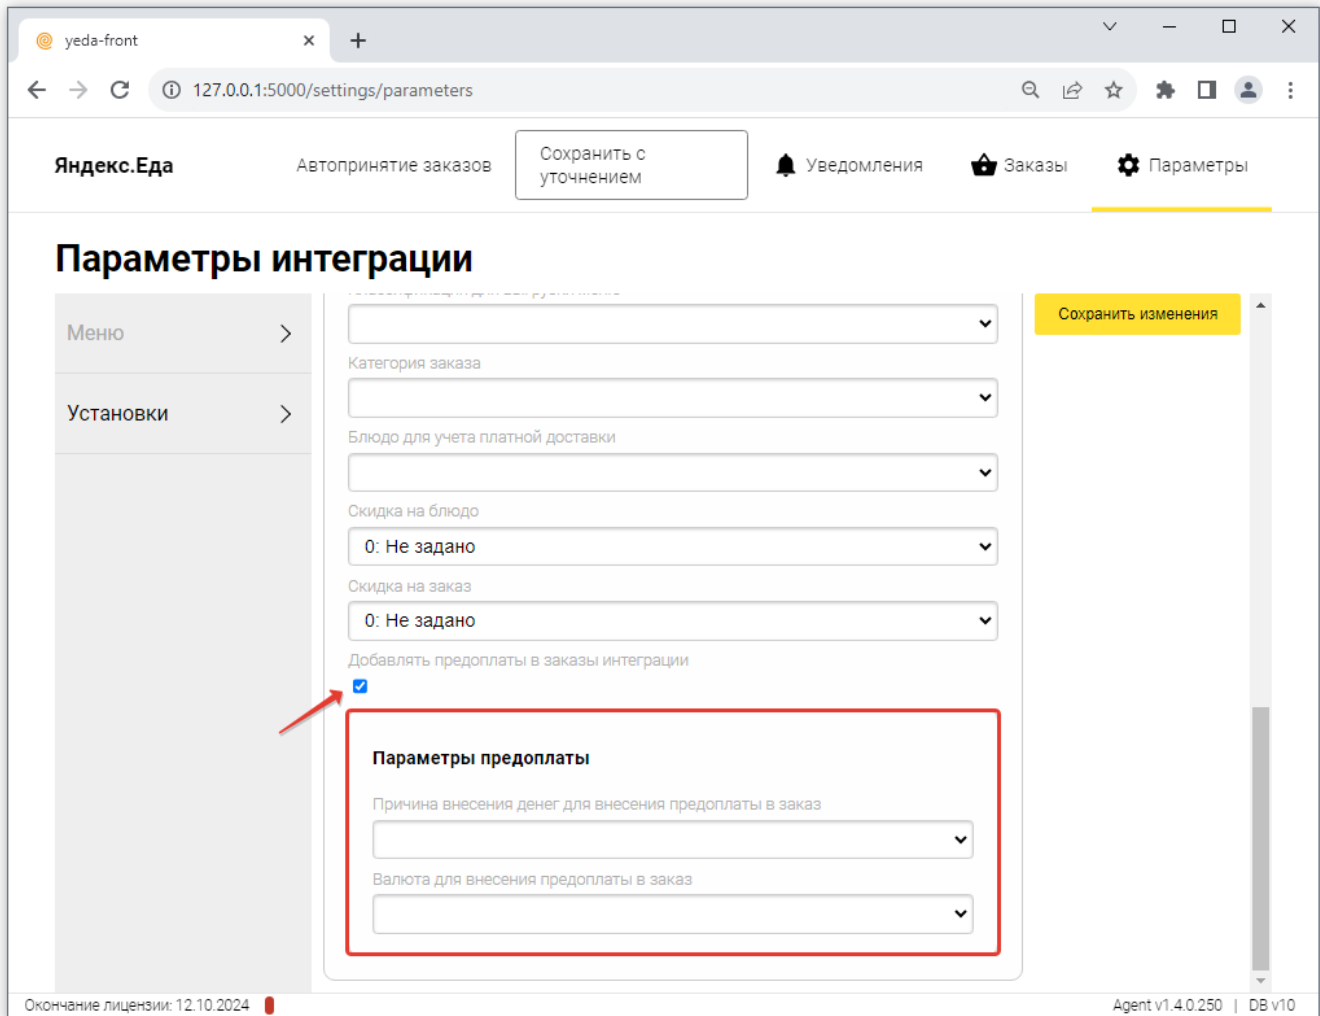 yeda-front
127.0.0.1:5000/settings/parameters
Яндекс.Еда
Автопринятие заказов
Сохранить с
уточнением
Уведомления
Заказы
Параметры
Параметры интеграции
Меню
Установки
Сохранить изменения
Категория заказа
Блюдо для учета платной доставки
Скидка на блюдо
0: Не задано
Скидка на заказ
0: Не задано
Добавлять предоплаты в заказы интеграции
Параметры предоплаты
Причина внесения денег для внесения предоплаты в заказ
Валюта для внесения предоплаты в заказ
Окончание лицензии: 12.10.2024
Agent v1.4.0.250 | DB v10